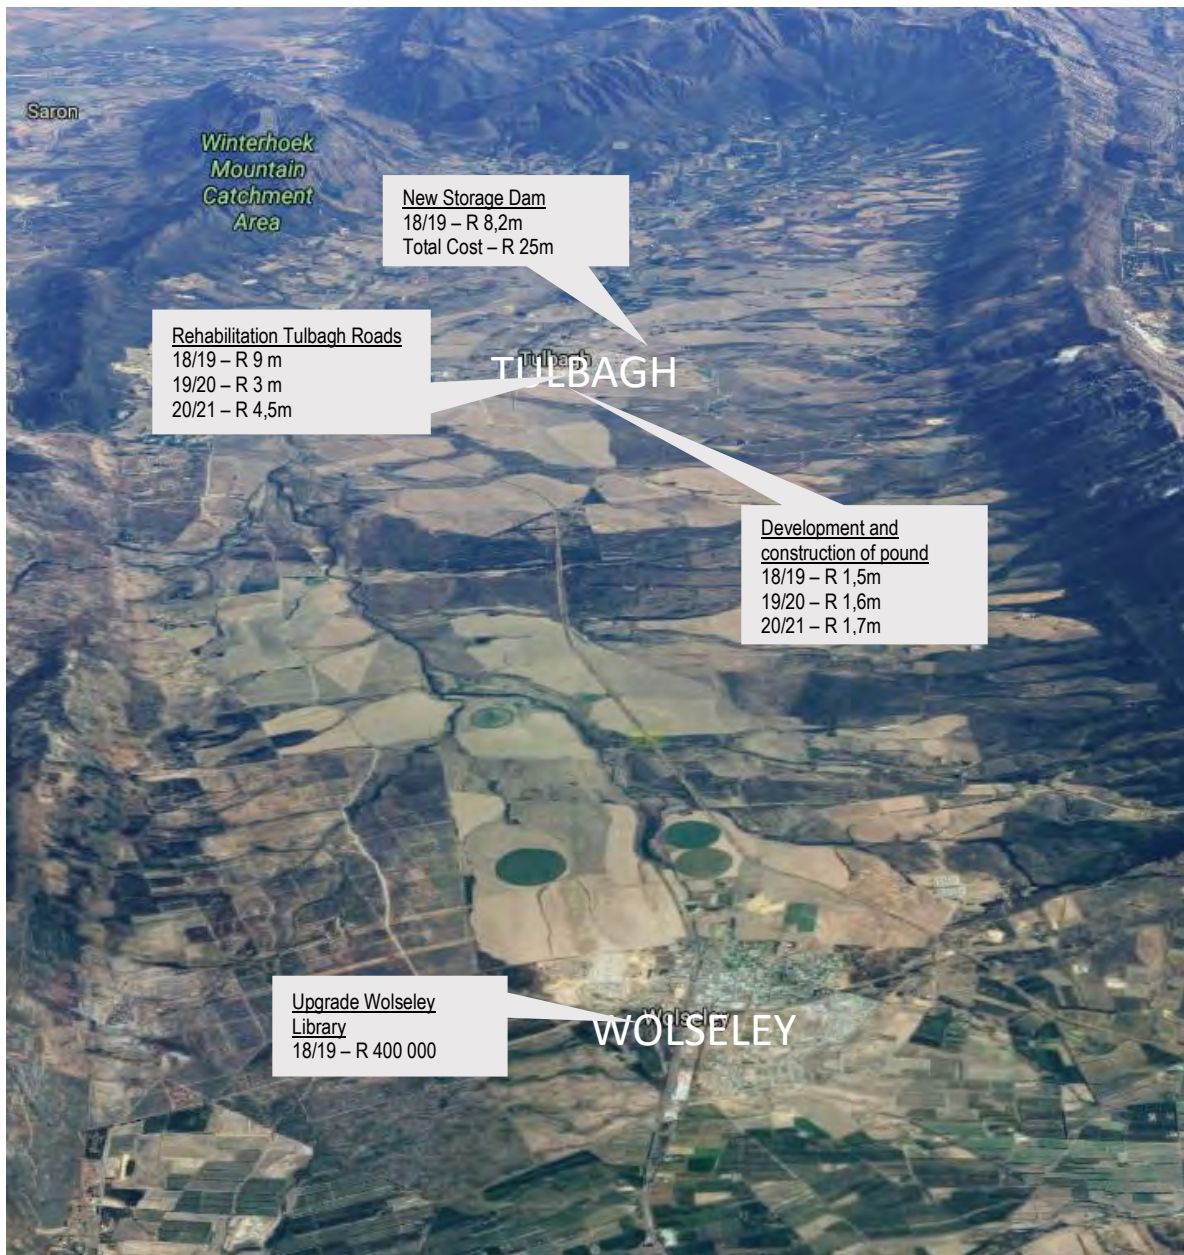 Saron
Winterhoek
Mountain
Catchment
Area
New Storage Dam
18/19 – R 8,2m
Total Cost – R 25m
Rehabilitation Tulbagh Roads
18/19 – R 9 m
19/20 – R 3 m
20/21 – R 4,5m
Tulbagh
TULBAGH
Development and
construction of pound
18/19 – R 1,5m
19/20 – R 1,6m
20/21 – R 1,7m
Upgrade Wolseley
Library
18/19 – R 400 000
Wolseley
WOLSELEY